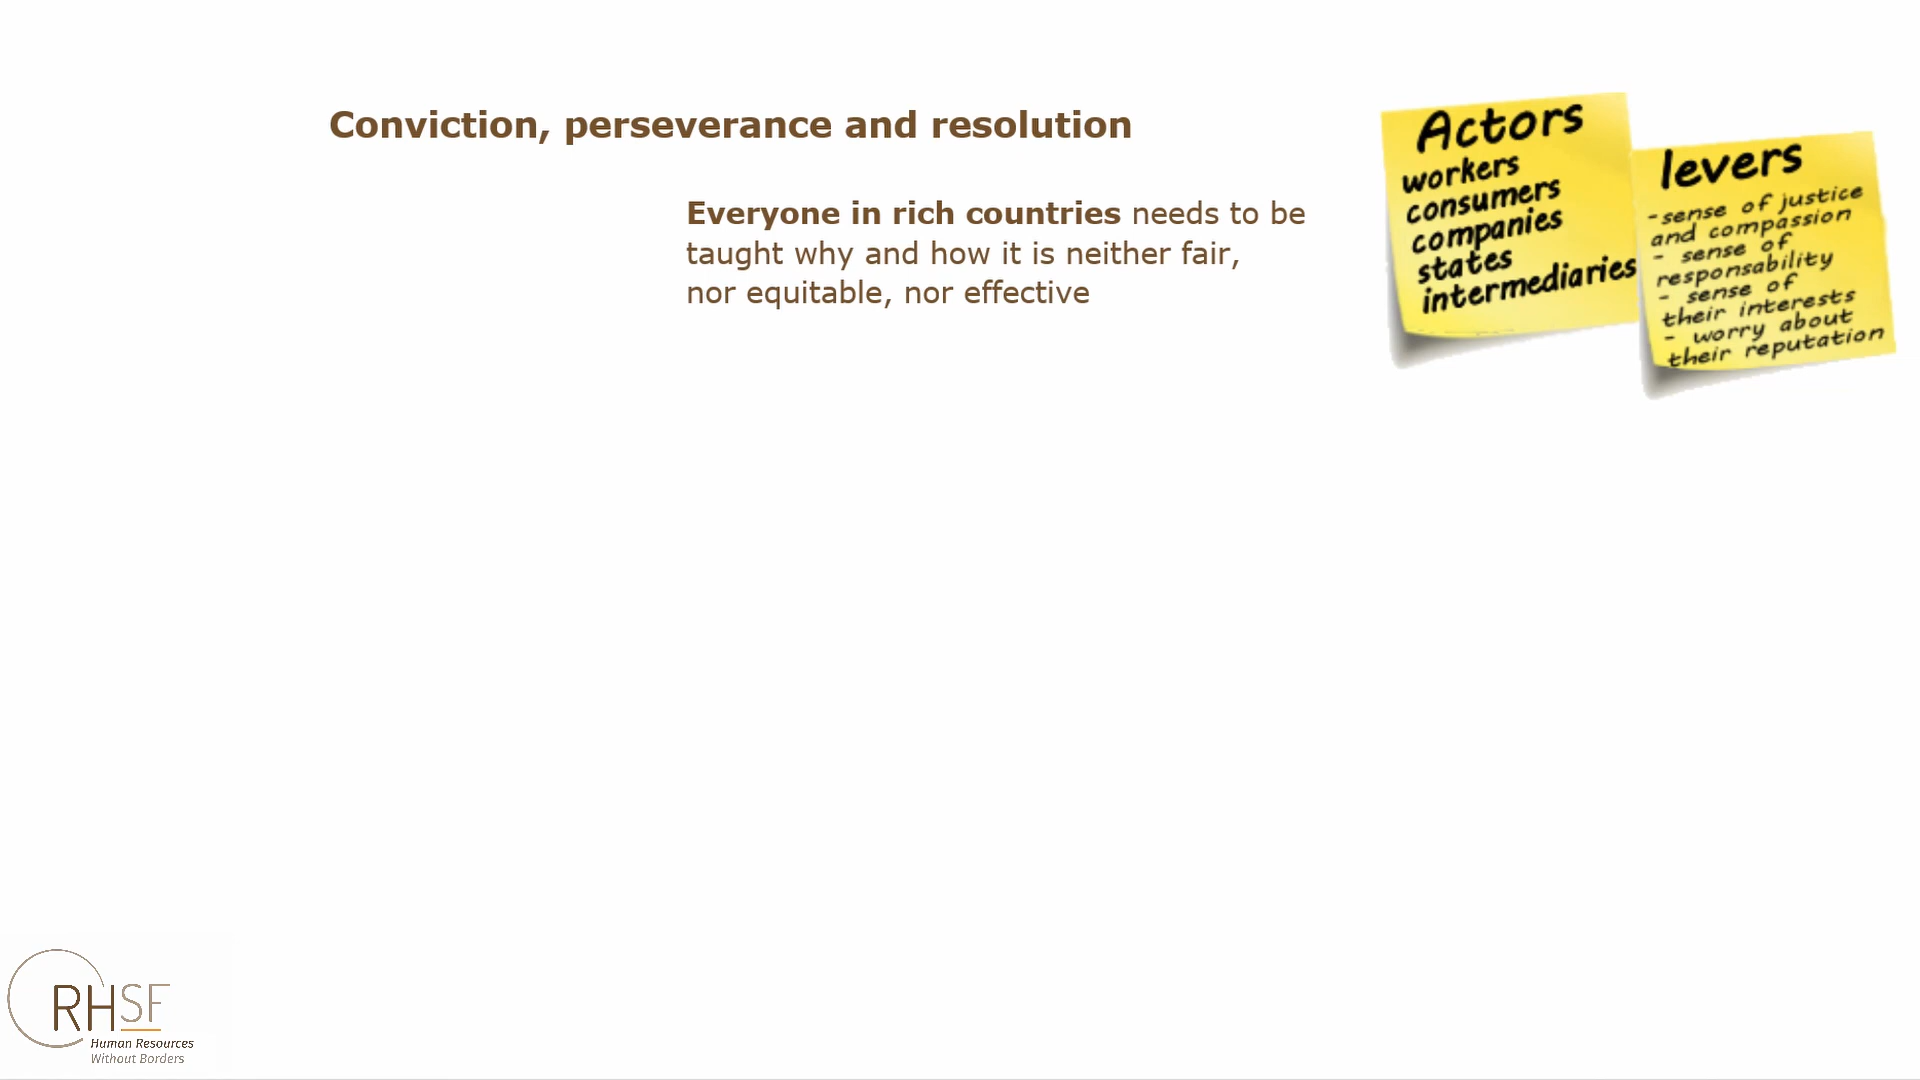 Conviction, perseverance and resolution
Everyone in rich countries needs to be
taught why and how it is neither fair,
nor equitable, nor effective
Actors
workers
consumers
companies
states
intermediaries
levers
-sense of justice
and compassion
- sense of
responsability
- sense of
their interests
- worry about
their reputation
RHSF
Human Resources
Without Borders